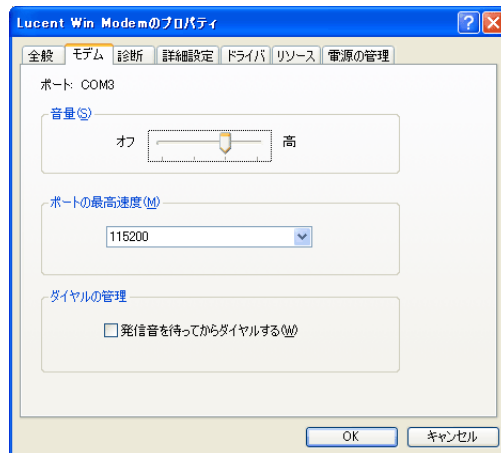 Lucent Win Modemのプロパティ
全般 モデム 診断 詳細設定 ドライバ リソース 電源の管理
ポート: COM3
音量(S)
オフ 高
ポートの最高速度(M)
115200
ダイヤルの管理
発信音を待ってからダイヤルする(W)
OK キャンセル